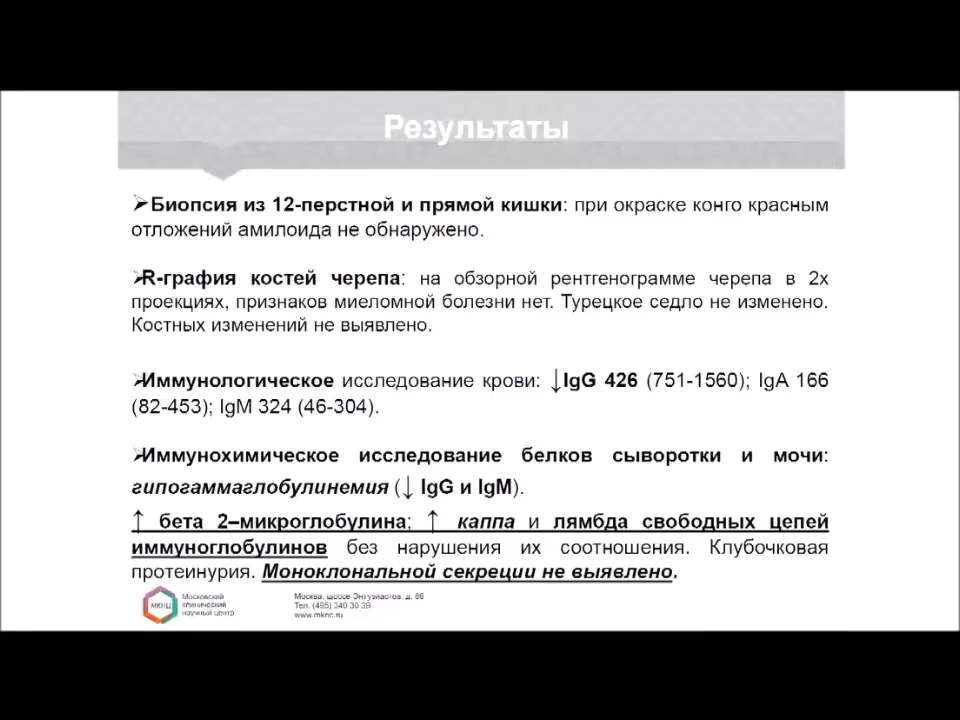 Результаты
➢Биопсия из 12-перстной и прямой кишки: при окраске конго красным
отложений амилоида не обнаружено.
➢R-графия костей черепа: на обзорной рентгенограмме черепа в 2х
проекциях, признаков миеломной болезни нет. Турецкое седло не изменено.
Костных изменений не выявлено.
➢Иммунологическое исследование крови: ↓IgG 426 (751-1560); IgA 166
(82-453); IgM 324 (46-304).
➢Иммунохимическое исследование белков сыворотки и мочи:
гипогаммаглобулинемия (↓ IgG и IgM).
↑ бета 2–микроглобулина; ↑ каппа и лямбда свободных цепей
иммуноглобулинов без нарушения их соотношения. Клубочковая
протеинурия. Моноклональной секреции не выявлено.
МКНЦ
Московский
клинический
научный центр
Москва, шоссе Энтузиастов, д. 86
Тел. (495) 340 30 39
www.mknc.ru